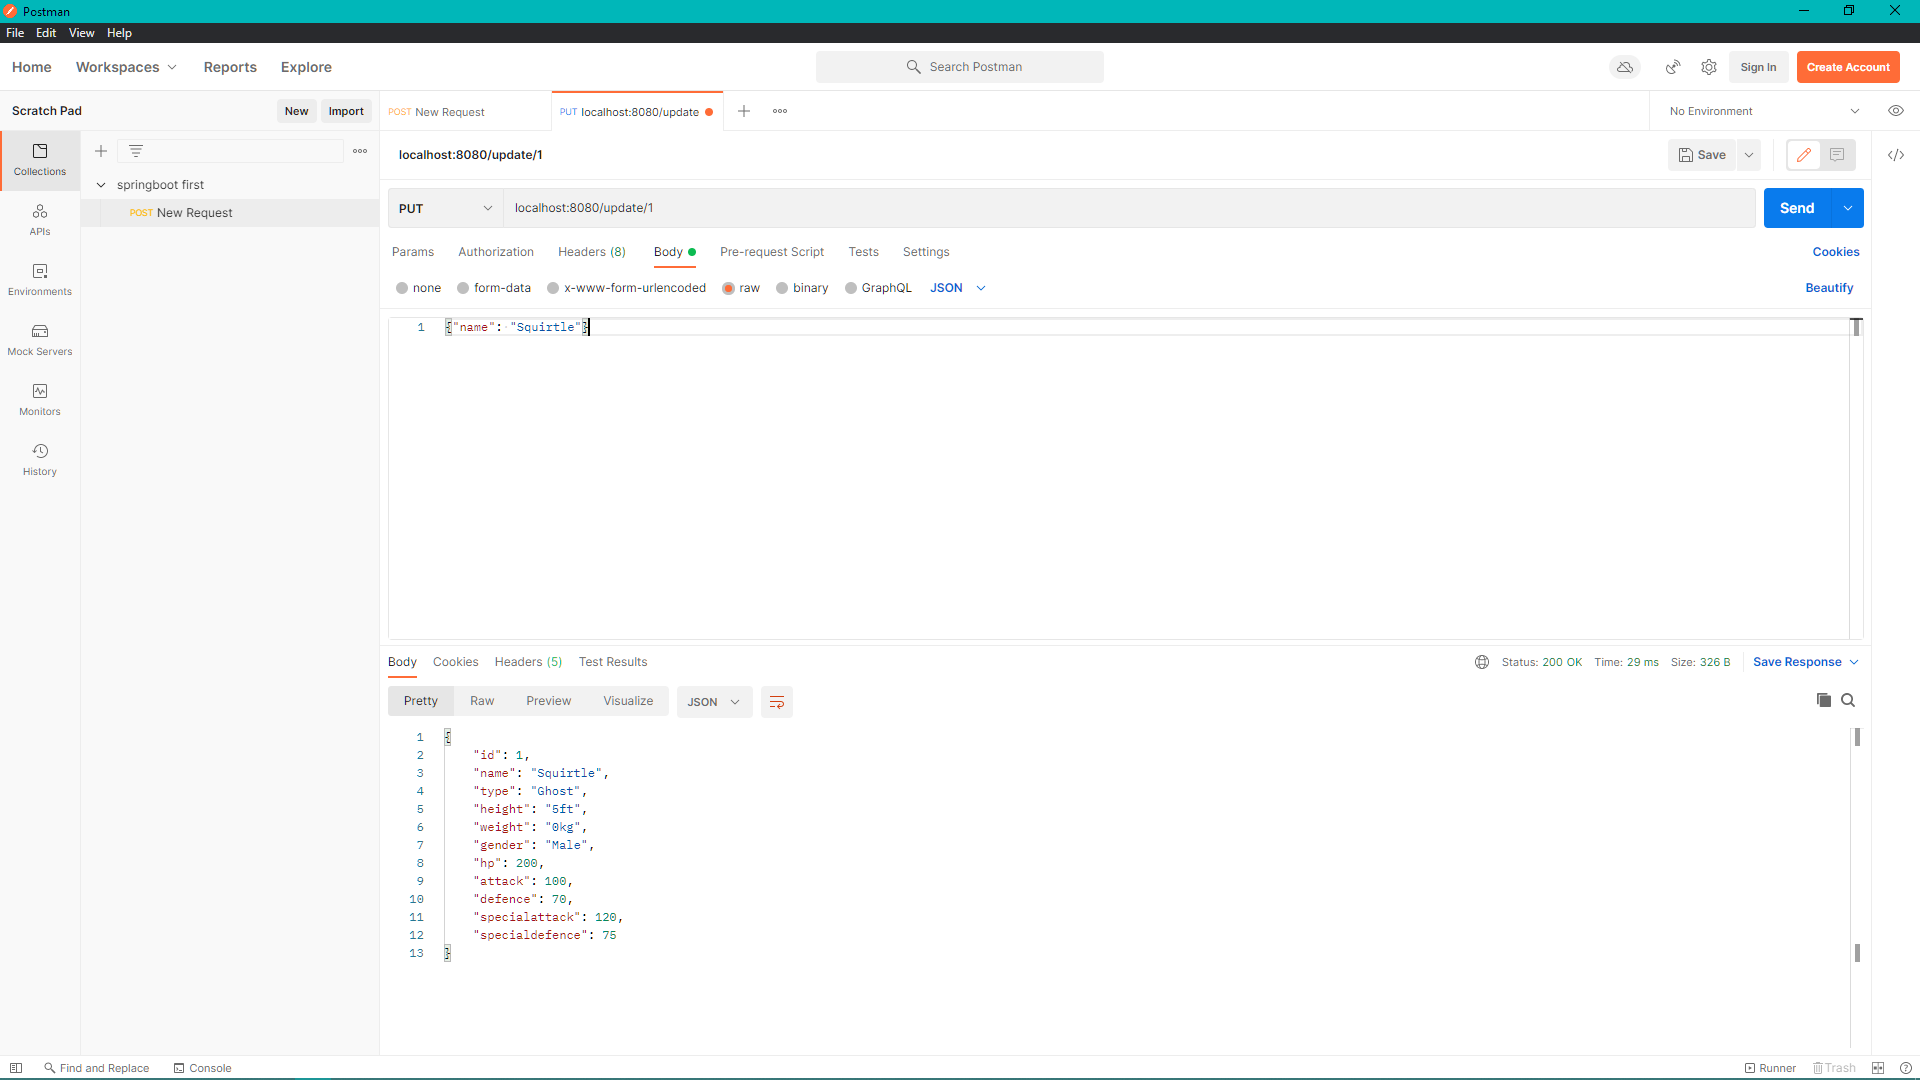 Postman
File Edit View Help
Home Workspaces Reports Explore Search Postman Sign In Create Account
Scratch Pad New Import POST New Request PUT localhost:8080/update No Environment
localhost:8080/update/1 Save
Collections
springboot first
POST New Request
APIs
Environments
Mock Servers
Monitors
History
PUT localhost:8080/update/1 Send
Params Authorization Headers (8) Body Pre-request Script Tests Settings Cookies
none form-data x-www-form-urlencoded raw binary GraphQL JSON Beautify
1 {"name": "Squirtle"}
Body Cookies Headers (5) Test Results Status: 200 OK Time: 29 ms Size: 326 B Save Response
Pretty Raw Preview Visualize JSON
1 {
2 "id": 1,
3 "name": "Squirtle",
4 "type": "Ghost",
5 "height": "5ft",
6 "weight": "0kg",
7 "gender": "Male",
8 "hp": 200,
9 "attack": 100,
10 "defence": 70,
11 "specialattack": 120,
12 "specialdefence": 75
13 }
Find and Replace Console Runner Trash